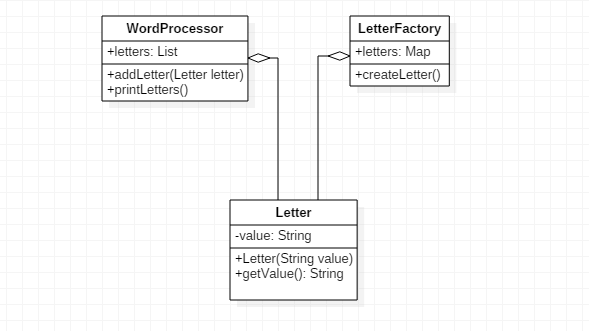 WordProcessor
+letters: List
+addLetter(Letter letter)
+printLetters()
LetterFactory
+letters: Map
+createLetter()
Letter
-value: String
+Letter(String value)
+getValue(): String